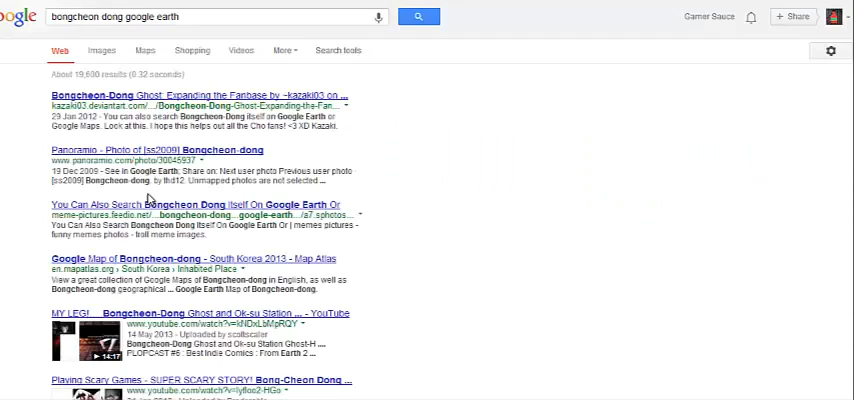 oogle bongcheon dong google earth Gamer Sauce + Share
Web Images Maps Shopping Videos More Search tools
About 19,600 results (0.32 seconds)
Bongcheon-Dong Ghost: Expanding the Fanbase by ~kazaki03 on ...
kazaki03.deviantart.com/.../Bongcheon-Dong-Ghost-Expanding-the-Fan...
29 Jan 2012 - You can also search Bongcheon-Dong itself on Google Earth or
Google Maps. Look at this. I hope this helps out all the Cho fans! <3 XD Kazaki.
Panoramio - Photo of [ss2009] Bongcheon-dong
www.panoramio.com/photo/30045937
19 Dec 2009 - See in Google Earth: Share on: Next user photo Previous user photo
[ss2009] Bongcheon-dong. by thd12. Unmapped photos are not selected ...
You Can Also Search Bongcheon Dong Itself On Google Earth Or
meme-pictures.feedio.net/...bongcheon-dong...google-earth.../a7.sphotos...
You Can Also Search Bongcheon Dong Itself On Google Earth Or | memes pictures -
funny memes photos - troll meme images.
Google Map of Bongcheon-dong - South Korea 2013 - Map Atlas
en.mapatlas.org › South Korea › Inhabited Place
View a great collection of Google Maps of Bongcheon-dong in English, as well as
Bongcheon-dong geographical ... Google Earth Map of Bongcheon-dong.
MY LEG! Bongcheon-Dong Ghost and Ok-su Station ... - YouTube
www.youtube.com/watch?v=kNDxLbMpRQY
14 May 2013 - Uploaded by scottscaler
Bongcheon-Dong Ghost and Ok-su Station Ghost-H ....
PLOPCAST #6 : Best Indie Comics : From Earth 2 ...
14:17
Playing Scary Games - SUPER SCARY STORY! Bong-Cheon Dong ...